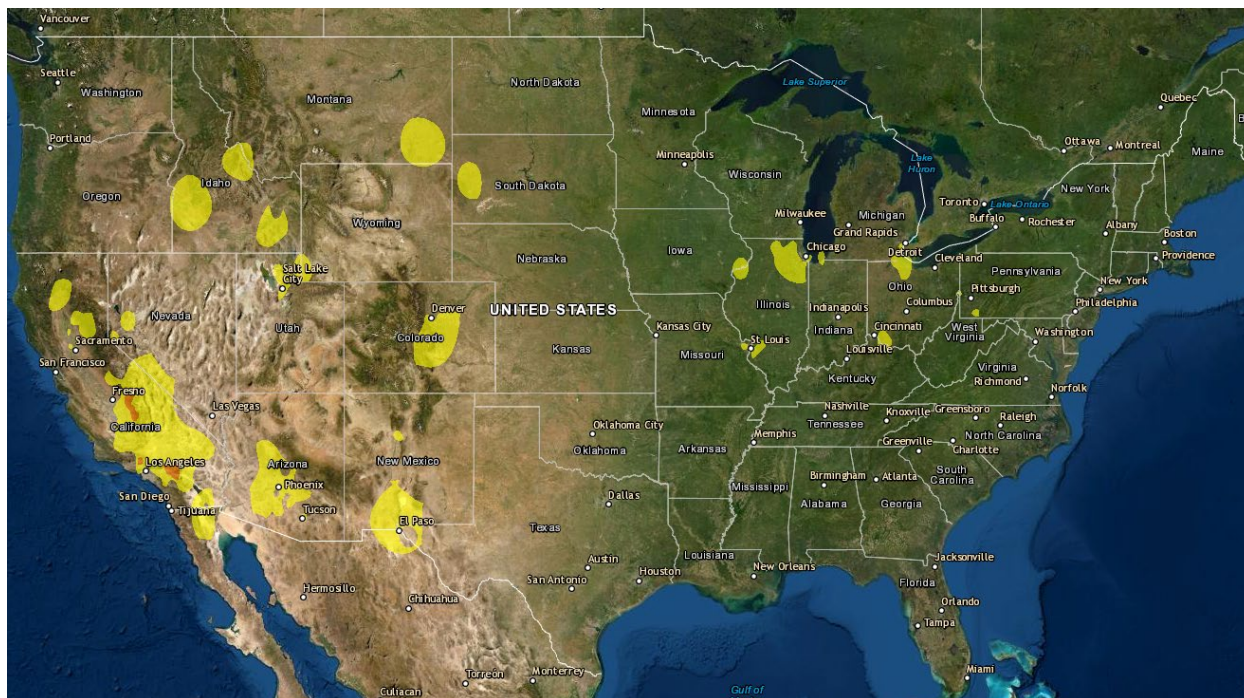 Vancouver
Seattle
Washington
Portland
Oregon
Idaho
Montana
North Dakota
Minnesota
Lake Superior
Quebec
Ottawa
Montreal
Maine
Minneapolis
Wisconsin
Lake
Huron
South Dakota
Wyoming
Michigan
Toronto
Lake Ontario
New York
Milwaukee
Grand Rapids
Buffalo
Rochester
Albany
Boston
Providence
Iowa
Chicago
Detroit
Cleveland
Nebraska
Salt Lake
City
Pennsylvania
New York
Pittsburgh
Philadelphia
Ohio
Columbus
Illinois
Indianapolis
Indiana
Nevada
Utah
Denver
Colorado
UNITED STATES
Kansas City
Kansas
Missouri
St Louis
Cincinnati
Louisville
Kentucky
West
Virginia
Washington
Virginia
Richmond
Norfolk
Sacramento
San Francisco
Fresno
California
Las Vegas
Los Angeles
San Diego
Tijuana
Arizona
Phoenix
Tucson
New Mexico
El Paso
Oklahoma City
Oklahoma
Arkansas
Memphis
Nashville
Tennessee
Knoxville
Greensboro
Raleigh
North Carolina
Greenville
Charlotte
South
Carolina
Birmingham
Atlanta
Mississippi
Alabama
Georgia
Dallas
Texas
Austin
San Antonio
Houston
Louisiana
New Orleans
Jacksonville
Florida
Orlando
Tampa
Miami
Hermosillo
Chihuahua
Torreón
Monterrey
Culiacan
Gulf of